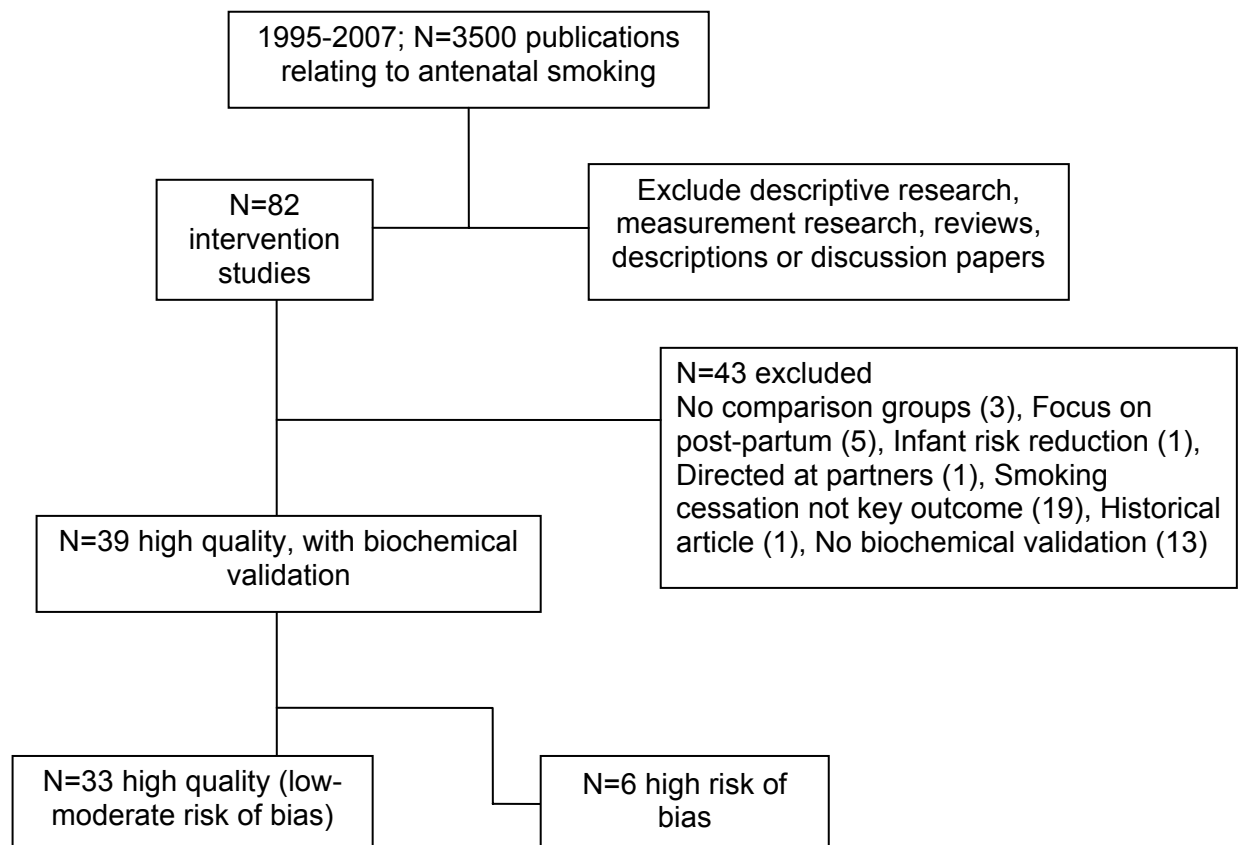 1995-2007; N=3500 publications
relating to antenatal smoking
N=82
intervention
studies
Exclude descriptive research,
measurement research, reviews,
descriptions or discussion papers
N=43 excluded
No comparison groups (3), Focus on
post-partum (5), Infant risk reduction (1),
Directed at partners (1), Smoking
cessation not key outcome (19), Historical
article (1), No biochemical validation (13)
N=39 high quality, with biochemical
validation
N=33 high quality (low-
moderate risk of bias)
N=6 high risk of
bias